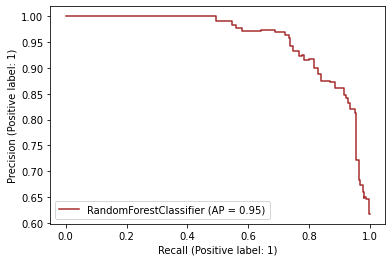 1.00
0.95
0.90
0.85
0.80
0.75
0.70
0.65
0.60
Precision (Positive label: 1)
RandomForestClassifier (AP = 0.95)
0.0 0.2 0.4 0.6 0.8 1.0
Recall (Positive label: 1)